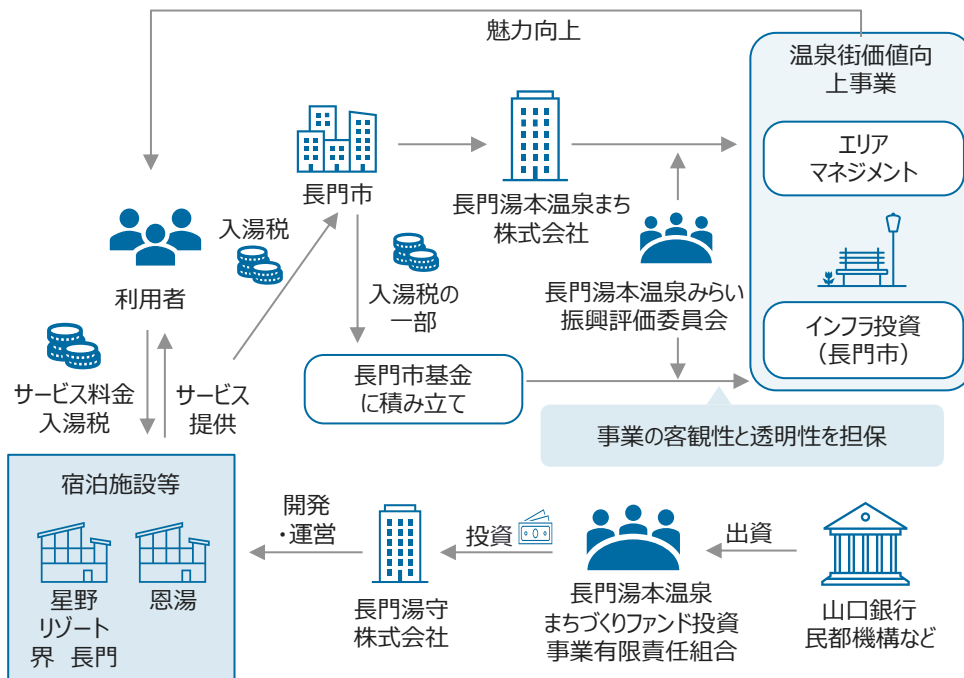 魅力向上
温泉街価値向
上事業
エリア
マネジメント
長門市
長門湯本温泉まち
株式会社
入湯税
利用者
入湯税の
一部
長門湯本温泉みらい
振興評価委員会
インフラ投資
（長門市）
サービス料金
入湯税
サービス
提供
長門市基金
に積み立て
事業の客観性と透明性を担保
宿泊施設等
星野
リゾート
界 長門
恩湯
開発
・運営
長門湯守
株式会社
投資
長門湯本温泉
まちづくりファンド投資
事業有限責任組合
出資
山口銀行
民都機構など